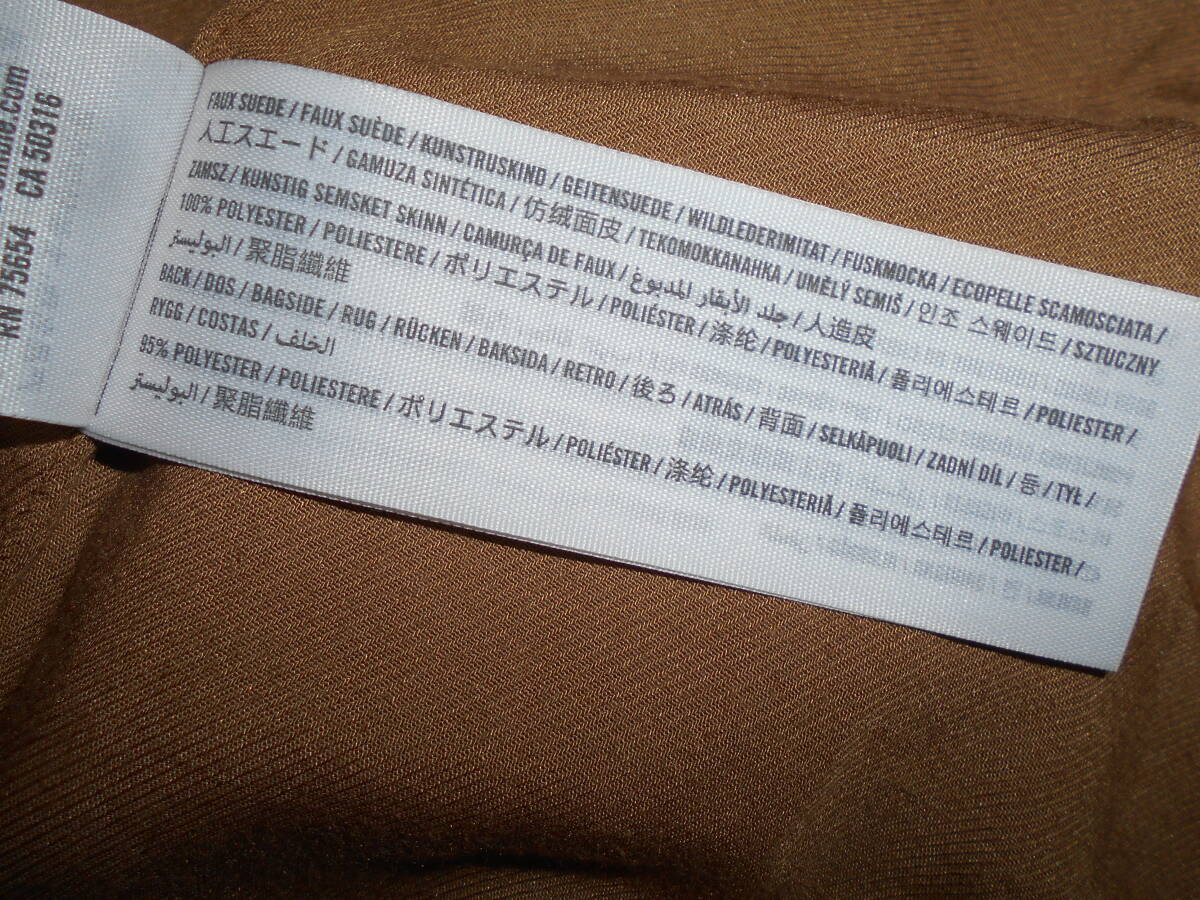 RN 75654 CA 50316
FAUX SUEDE / FAUX SUÈDE / KUNSTRUSKIND / GEITENSUEDE / WILDLEDERIMITAT / FUSKMOCKA / ECOPELLE SCAMOSCIATA /
人工スエード / GAMUZA SINTÉTICA / 仿绒面皮 / TEKOMOKKANAHKA / UMĚLÝ SEMIŠ / 인조 스웨이드 / SZTUCZNY
ZAMSZ / KUNSTIG SEMSKET SKINN / CAMURÇA DE FAUX / جلد الأبقار المدبوغ / 人造皮
100% POLYESTER / POLIESTERE / ポリエステル / POLIÉSTER / 涤纶 / POLYESTERIÄ / 폴리에스테르 / POLIESTER /
البوليستر / 聚脂纖維
BACK / DOS / BAGSIDE / RUG / RÜCKEN / BAKSIDA / RETRO / 後ろ / ATRÁS / 背面 / SELKÄPUOLI / ZADNÍ DÍL / 등 / TYŁ /
RYGG / COSTAS / الخلف
95% POLYESTER / POLIESTERE / ポリエステル / POLIÉSTER / 涤纶 / POLYESTERIÄ / 폴리에스테르 / POLIESTER /
البوليستر / 聚脂纖維